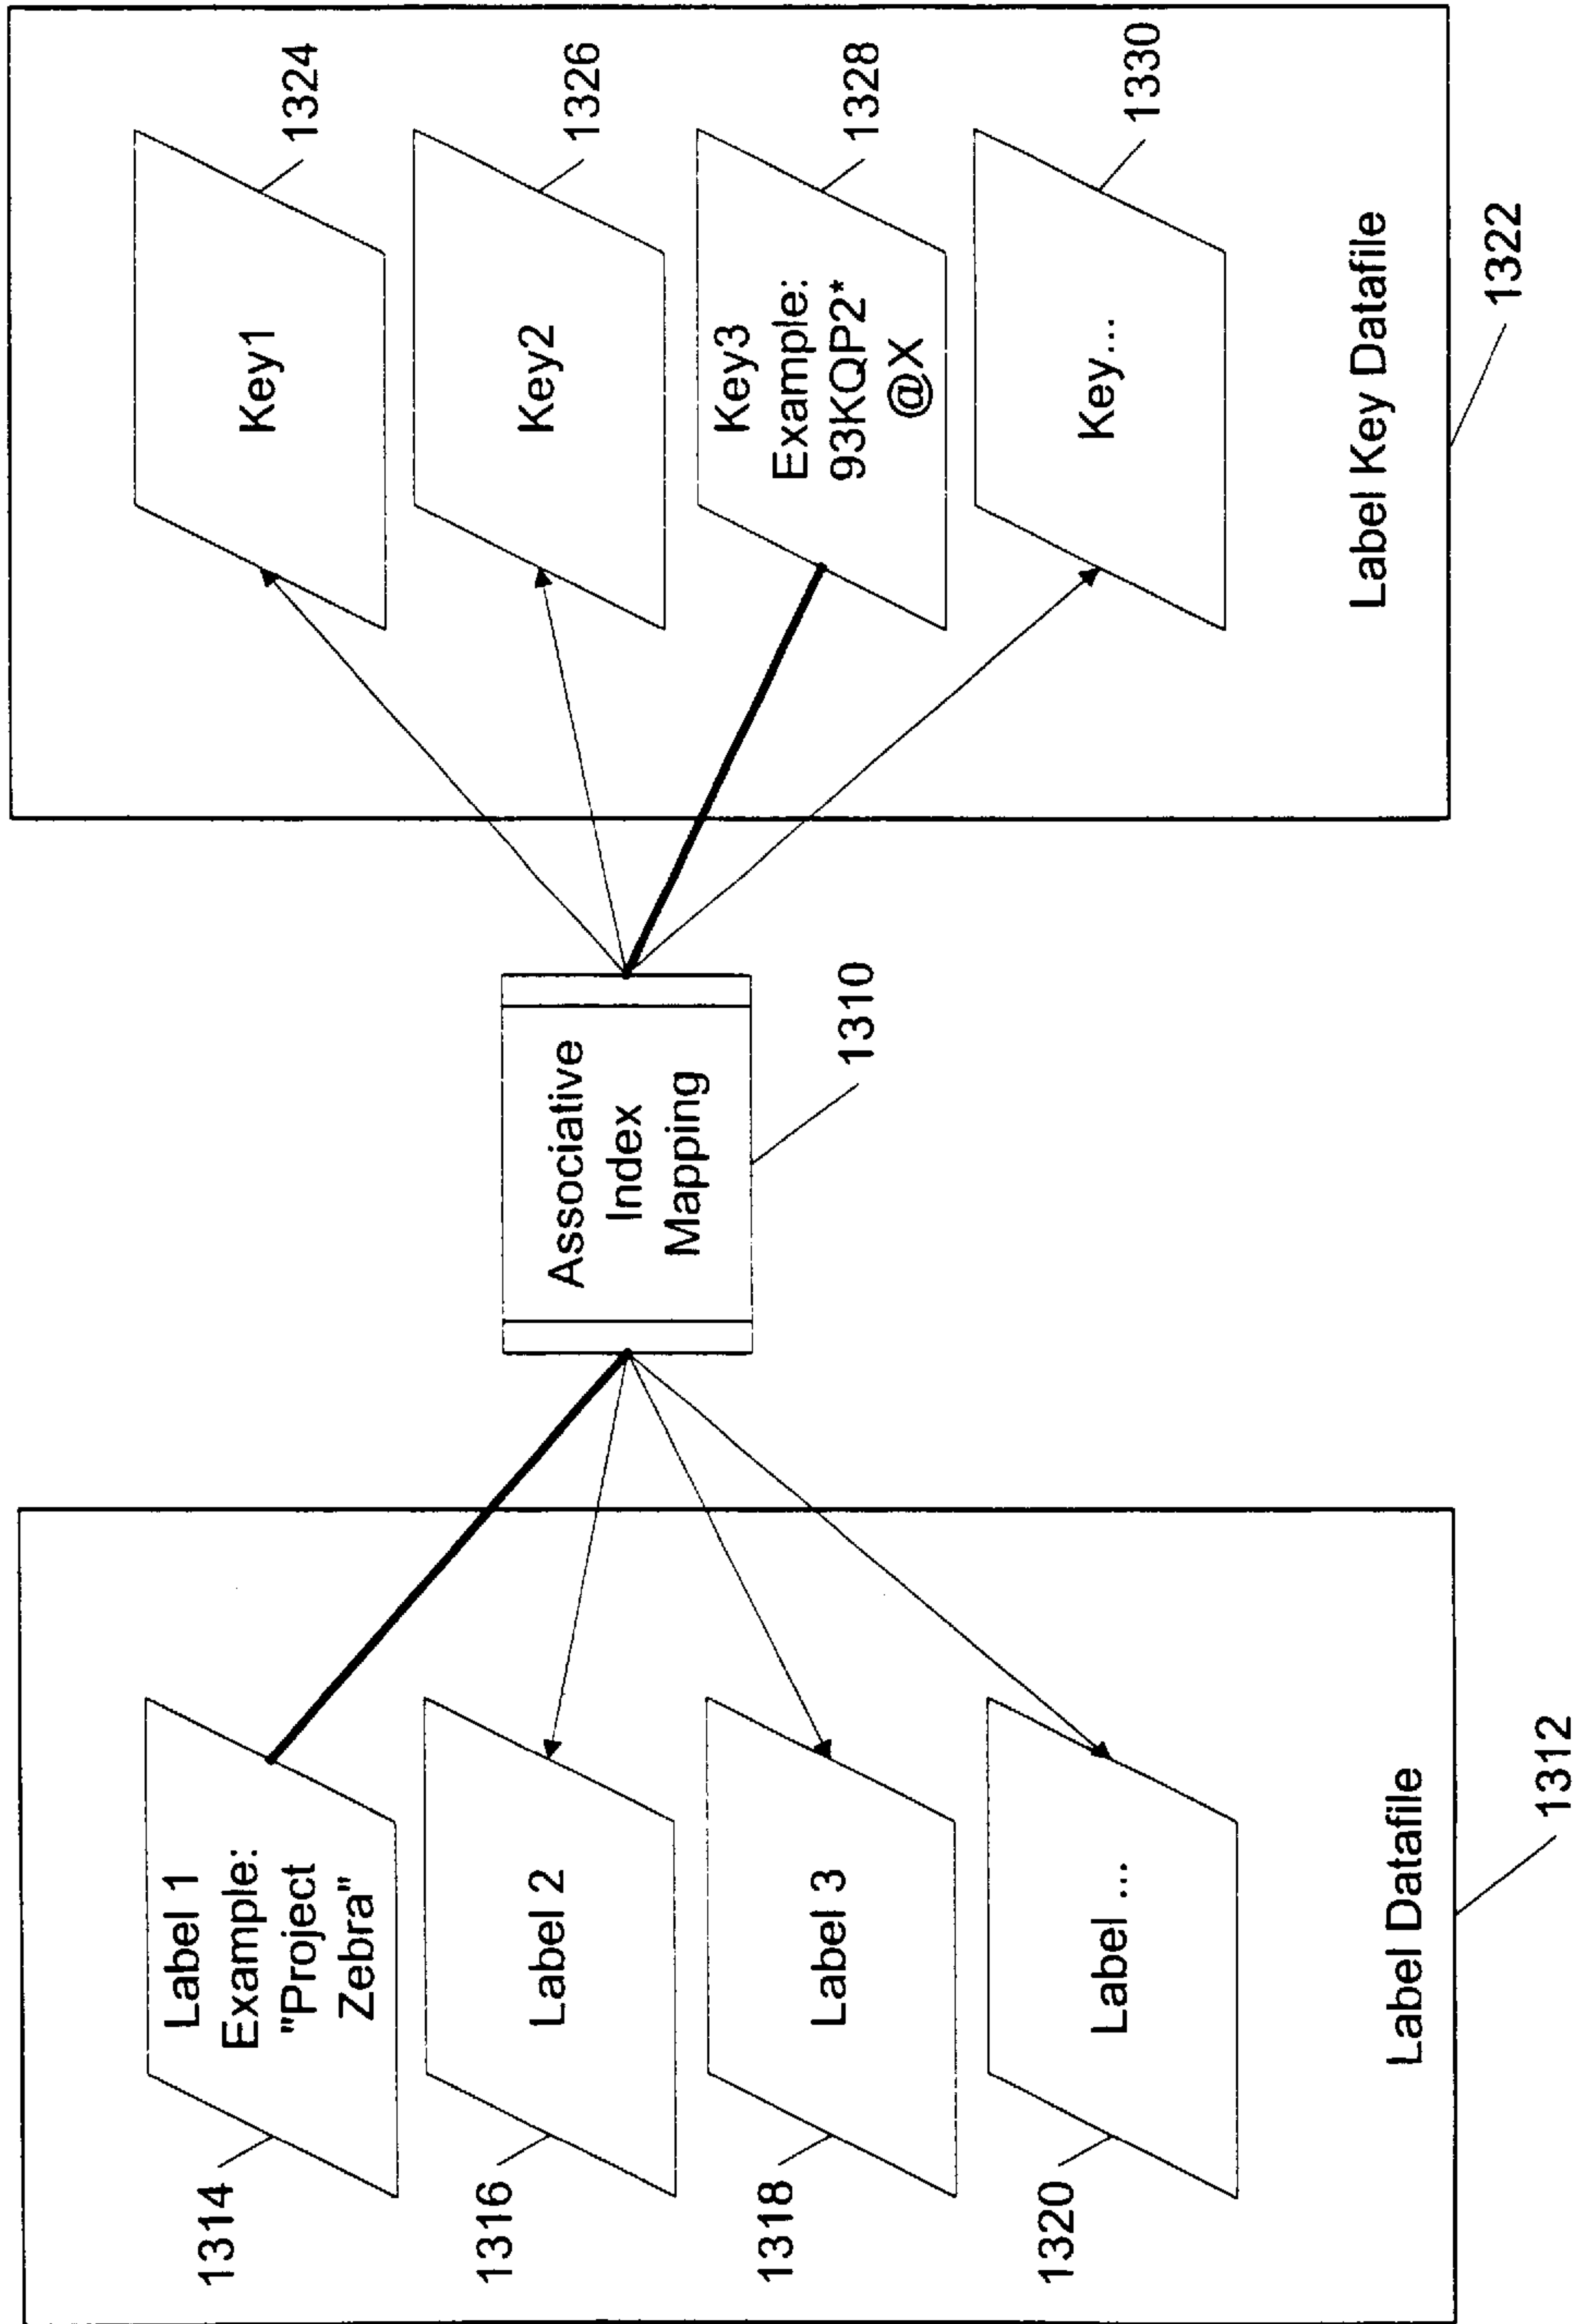 1314
Label 1
Example:
"Project
Zebra"
1316
Label 2
1318
Label 3
1320
Label ...
Label Datafile
1312
Associative
Index
Mapping
1310
Key1
1324
Key2
1326
Key3
Example:
93KQP2*
@X
1328
Key...
1330
Label Key Datafile
1322